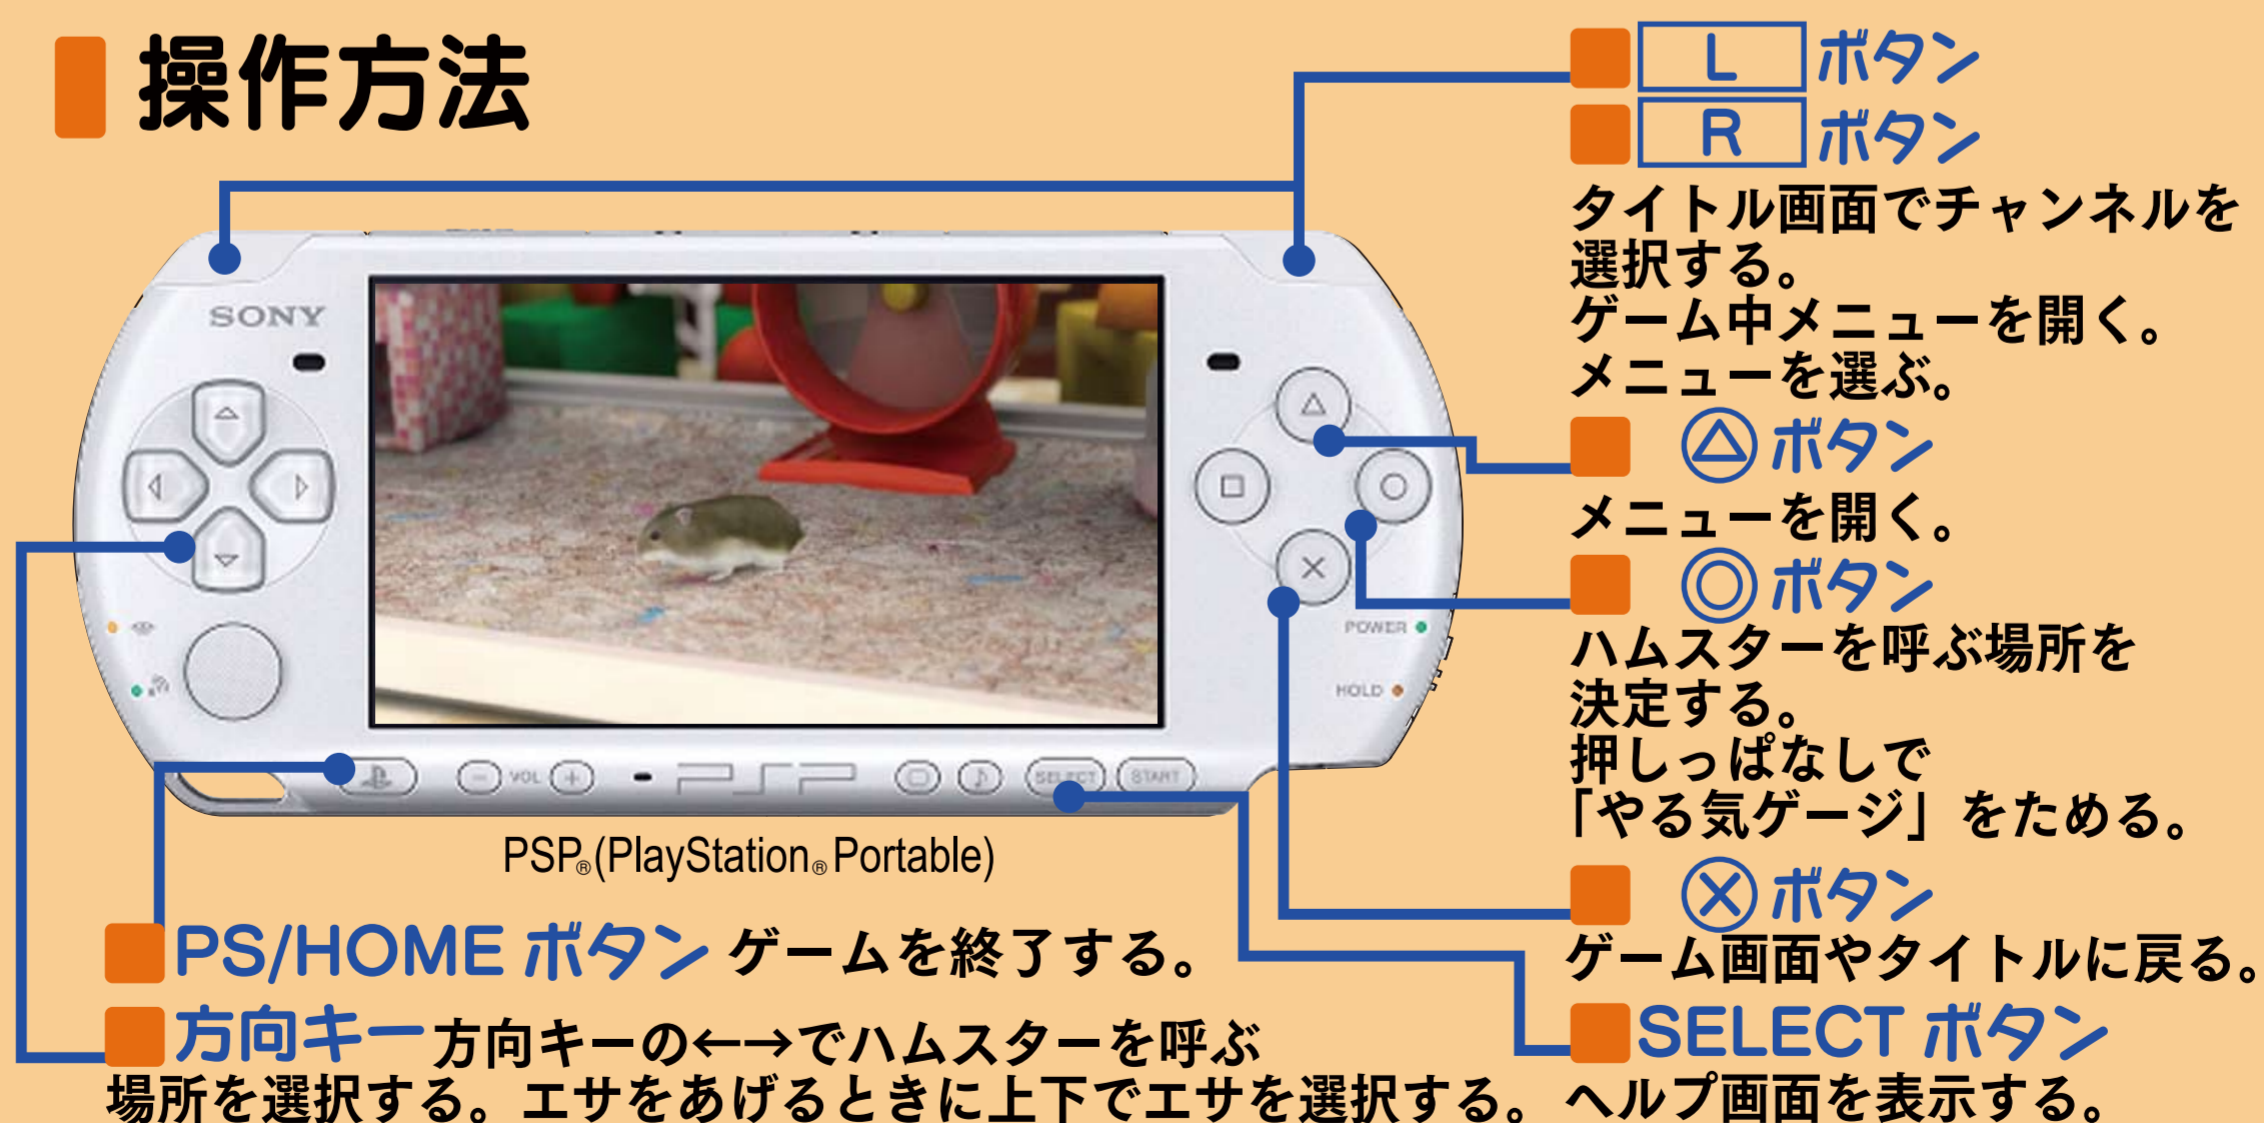 操作方法
L ボタン
R ボタン
タイトル画面でチャンネルを
選択する。
ゲーム中メニューを開く。
メニューを選ぶ。
△ ボタン
メニューを開く。
○ ボタン
ハムスターを呼ぶ場所を
決定する。
押しっぱなしで
「やる気ゲージ」をためる。
× ボタン
ゲーム画面やタイトルに戻る。
SELECT ボタン
ヘルプ画面を表示する。
SONY
POWER
HOLD
VOL
PSP
SELECT
START
PSP®(PlayStation®Portable)
PS/HOME ボタン ゲームを終了する。
方向キー 方向キーの←→でハムスターを呼ぶ
場所を選択する。エサをあげるときに上下でエサを選択する。